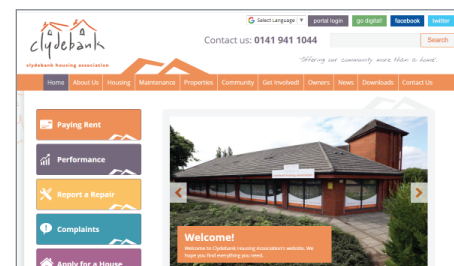 Select Language
portal login
go digital!
facebook
twitter
clydebank
clydebank housing association
Contact us: 0141 941 1044
Search
"Offering our community more than a home"
Home
About Us
Housing
Maintenance
Properties
Community
Get Involved!
Owners
News
Downloads
Contact Us
Paying Rent
Performance
Report a Repair
Complaints
Apply for a House
Welcome!
Welcome to Clydebank Housing Association's website. We
hope you find everything you need.